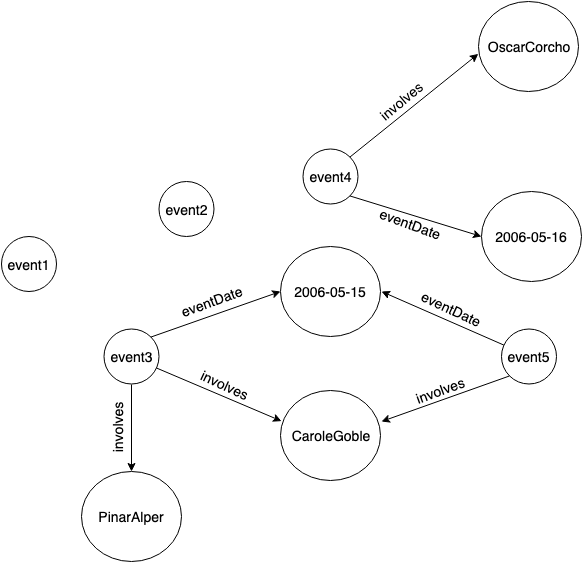 OscarCorcho
involves
event4
event2
eventDate
2006-05-16
event1
2006-05-15
eventDate
eventDate
event3
event5
involves
involves
involves
CaroleGoble
PinarAlper